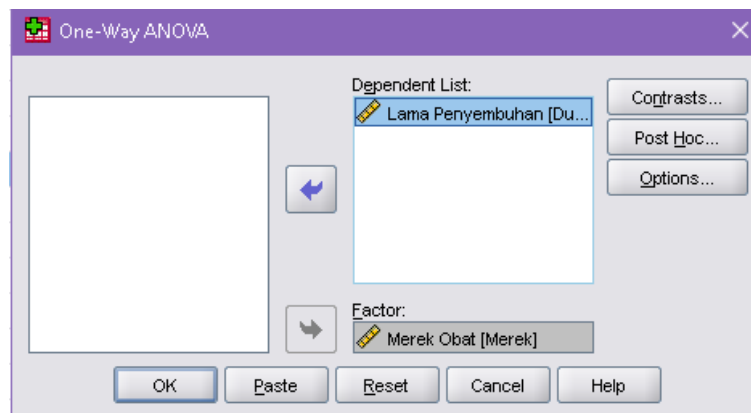 One-Way ANOVA
Dependent List:
Lama Penyembuhan [Du...
Contrasts...
Post Hoc...
Options...
Factor:
Merek Obat [Merek]
OK
Paste
Reset
Cancel
Help